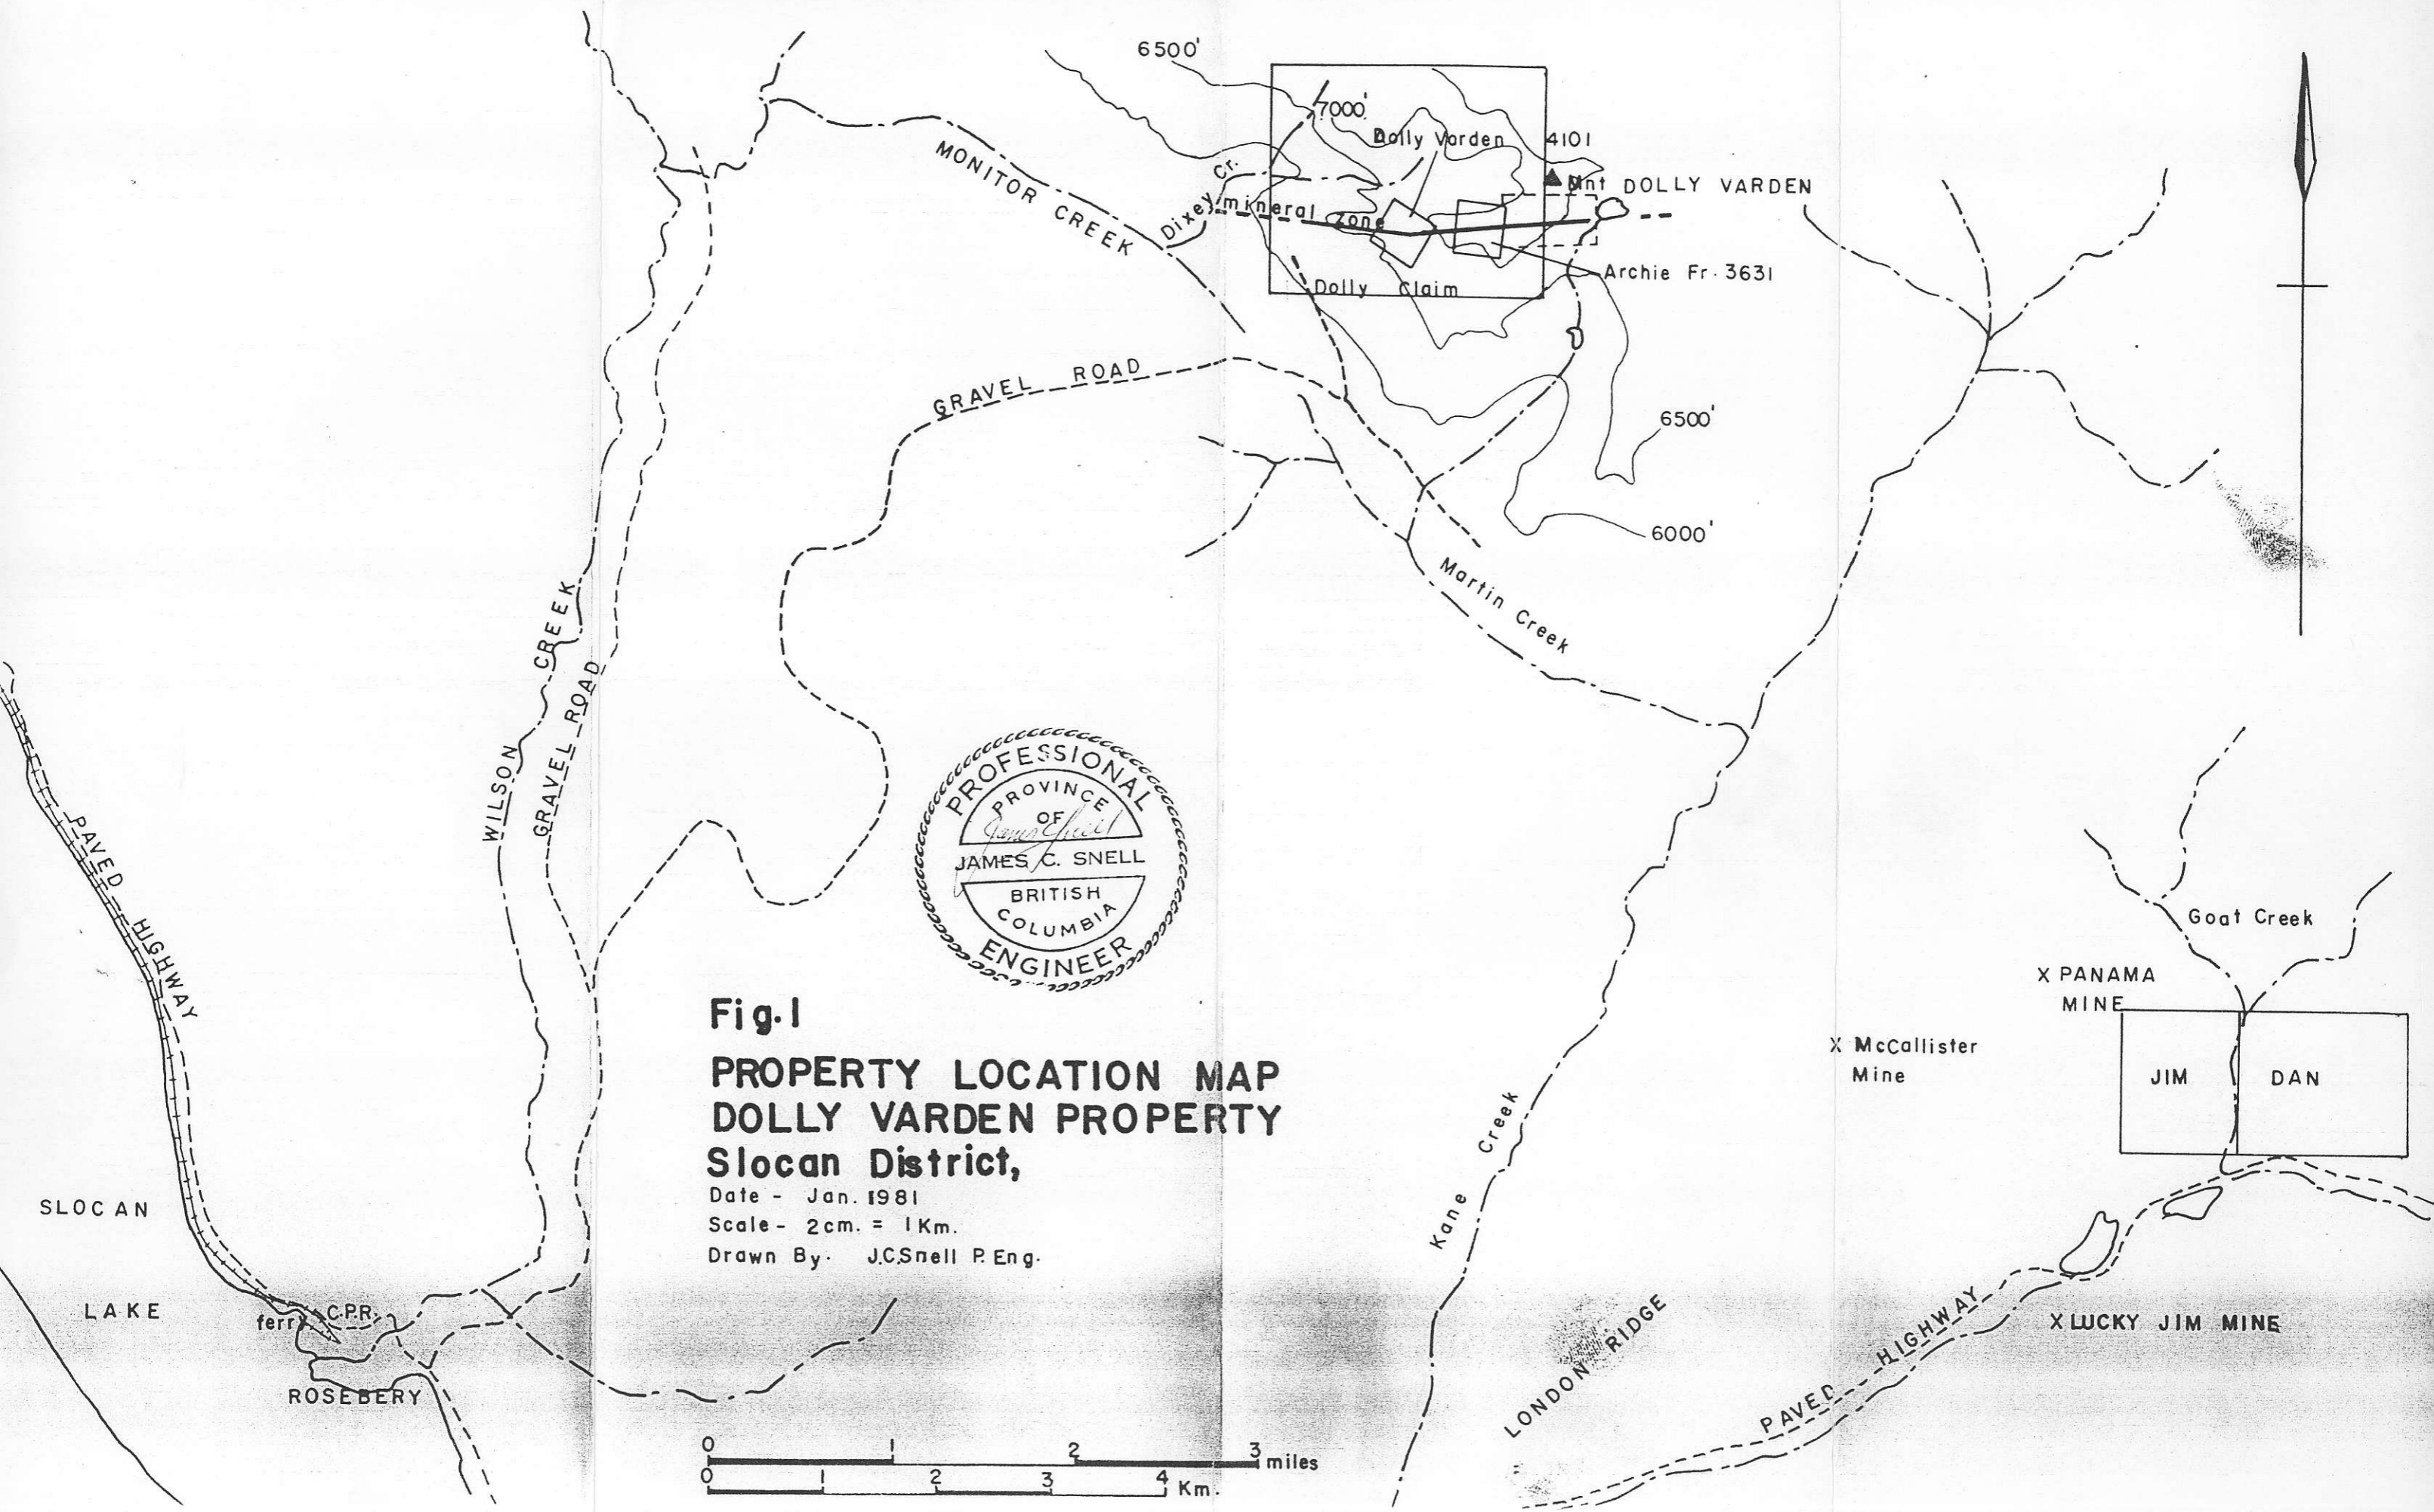 6500'
7000'
Dolly Varden
4101
MONITOR CREEK
Dixey Cr.
Mnt DOLLY VARDEN
mineral zone
Archie Fr. 3631
Dolly Claim
GRAVEL ROAD
6500'
6000'
Martin Creek
WILSON CREEK
GRAVEL ROAD
PAVED HIGHWAY
PROFESSIONAL
PROVINCE
OF
JAMES C. SNELL
BRITISH
COLUMBIA
ENGINEER
Goat Creek
X PANAMA
MINE
X McCallister
Mine
JIM
DAN
Fig. 1
PROPERTY LOCATION MAP
DOLLY VARDEN PROPERTY
Slocan District,
Date - Jan. 1981
Scale - 2cm. = 1Km.
Drawn By. J.C.Snell P. Eng.
Kane Creek
SLOCAN
LAKE
ferry
C.P.R.
ROSEBERY
LONDON RIDGE
PAVED HIGHWAY
X LUCKY JIM MINE
0 1 2 3 miles
0 1 2 3 4 Km.